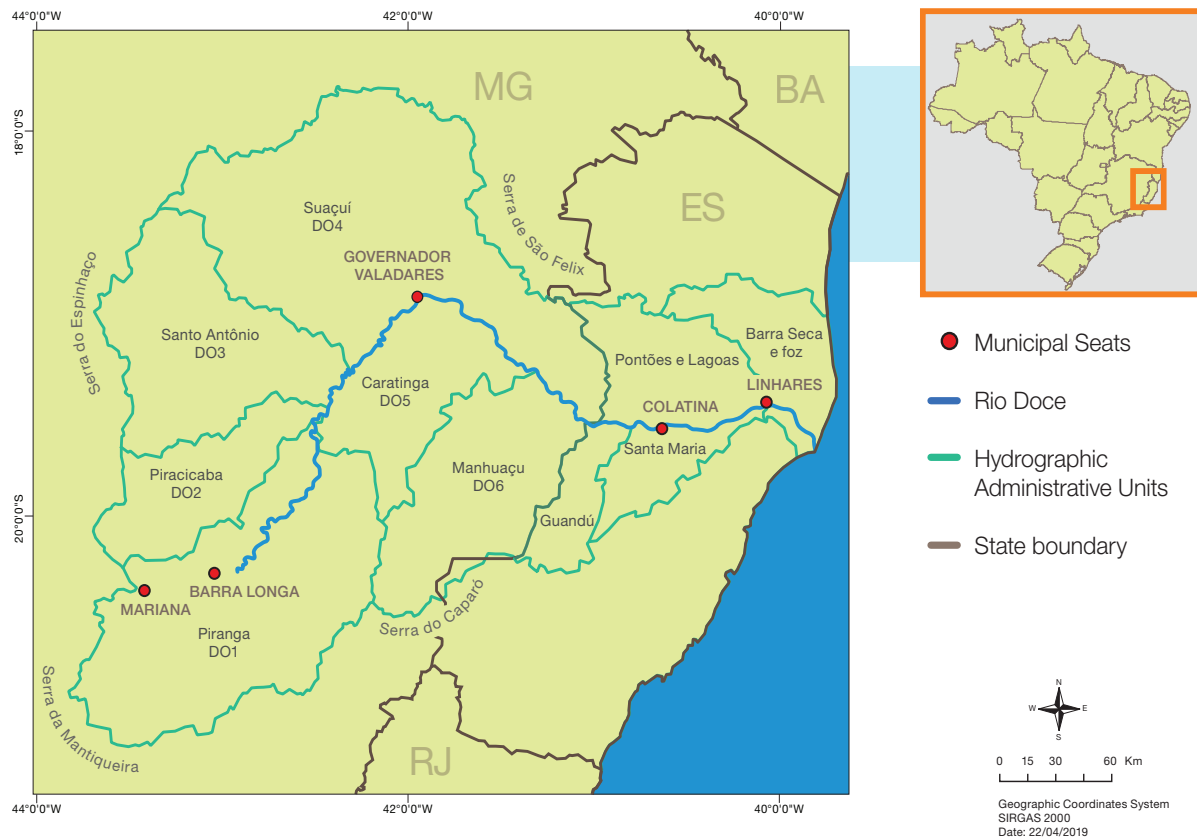 44°0'0"W
42°0'0"W
40°0'0"W
18°0'0"S
20°0'0"S
MG
BA
ES
RJ
Suaçuí
DO4
Serra de São Felix
GOVERNADOR
VALADARES
Serra do Espinhaço
Santo Antônio
DO3
Caratinga
DO5
Pontões e Lagoas
Barra Seca
e foz
LINHARES
COLATINA
Santa Maria
Piracicaba
DO2
Manhuaçu
DO6
Guandú
BARRA LONGA
MARIANA
Piranga
DO1
Serra do Caparó
Serra da Mantiqueira
44°0'0"W
42°0'0"W
40°0'0"W
Municipal Seats
Rio Doce
Hydrographic
Administrative Units
State boundary
N
W
E
S
0 15 30 60 Km
Geographic Coordinates System
SIRGAS 2000
Date: 22/04/2019